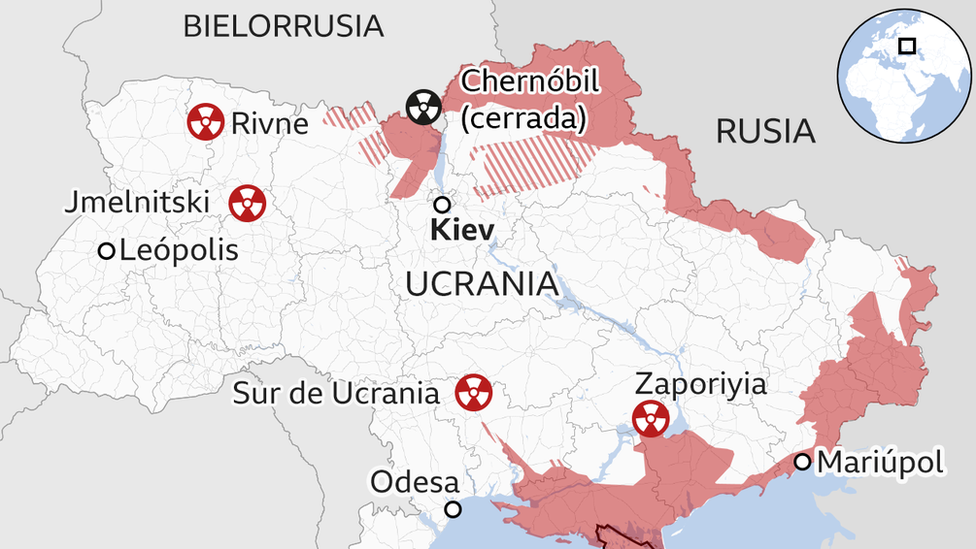 BIELORRUSIA
Chernóbil
(cerrada)
Rivne
RUSIA
Jmelnitski
Kiev
Leópolis
UCRANIA
Zaporiyia
Sur de Ucrania
Mariúpol
Odesa